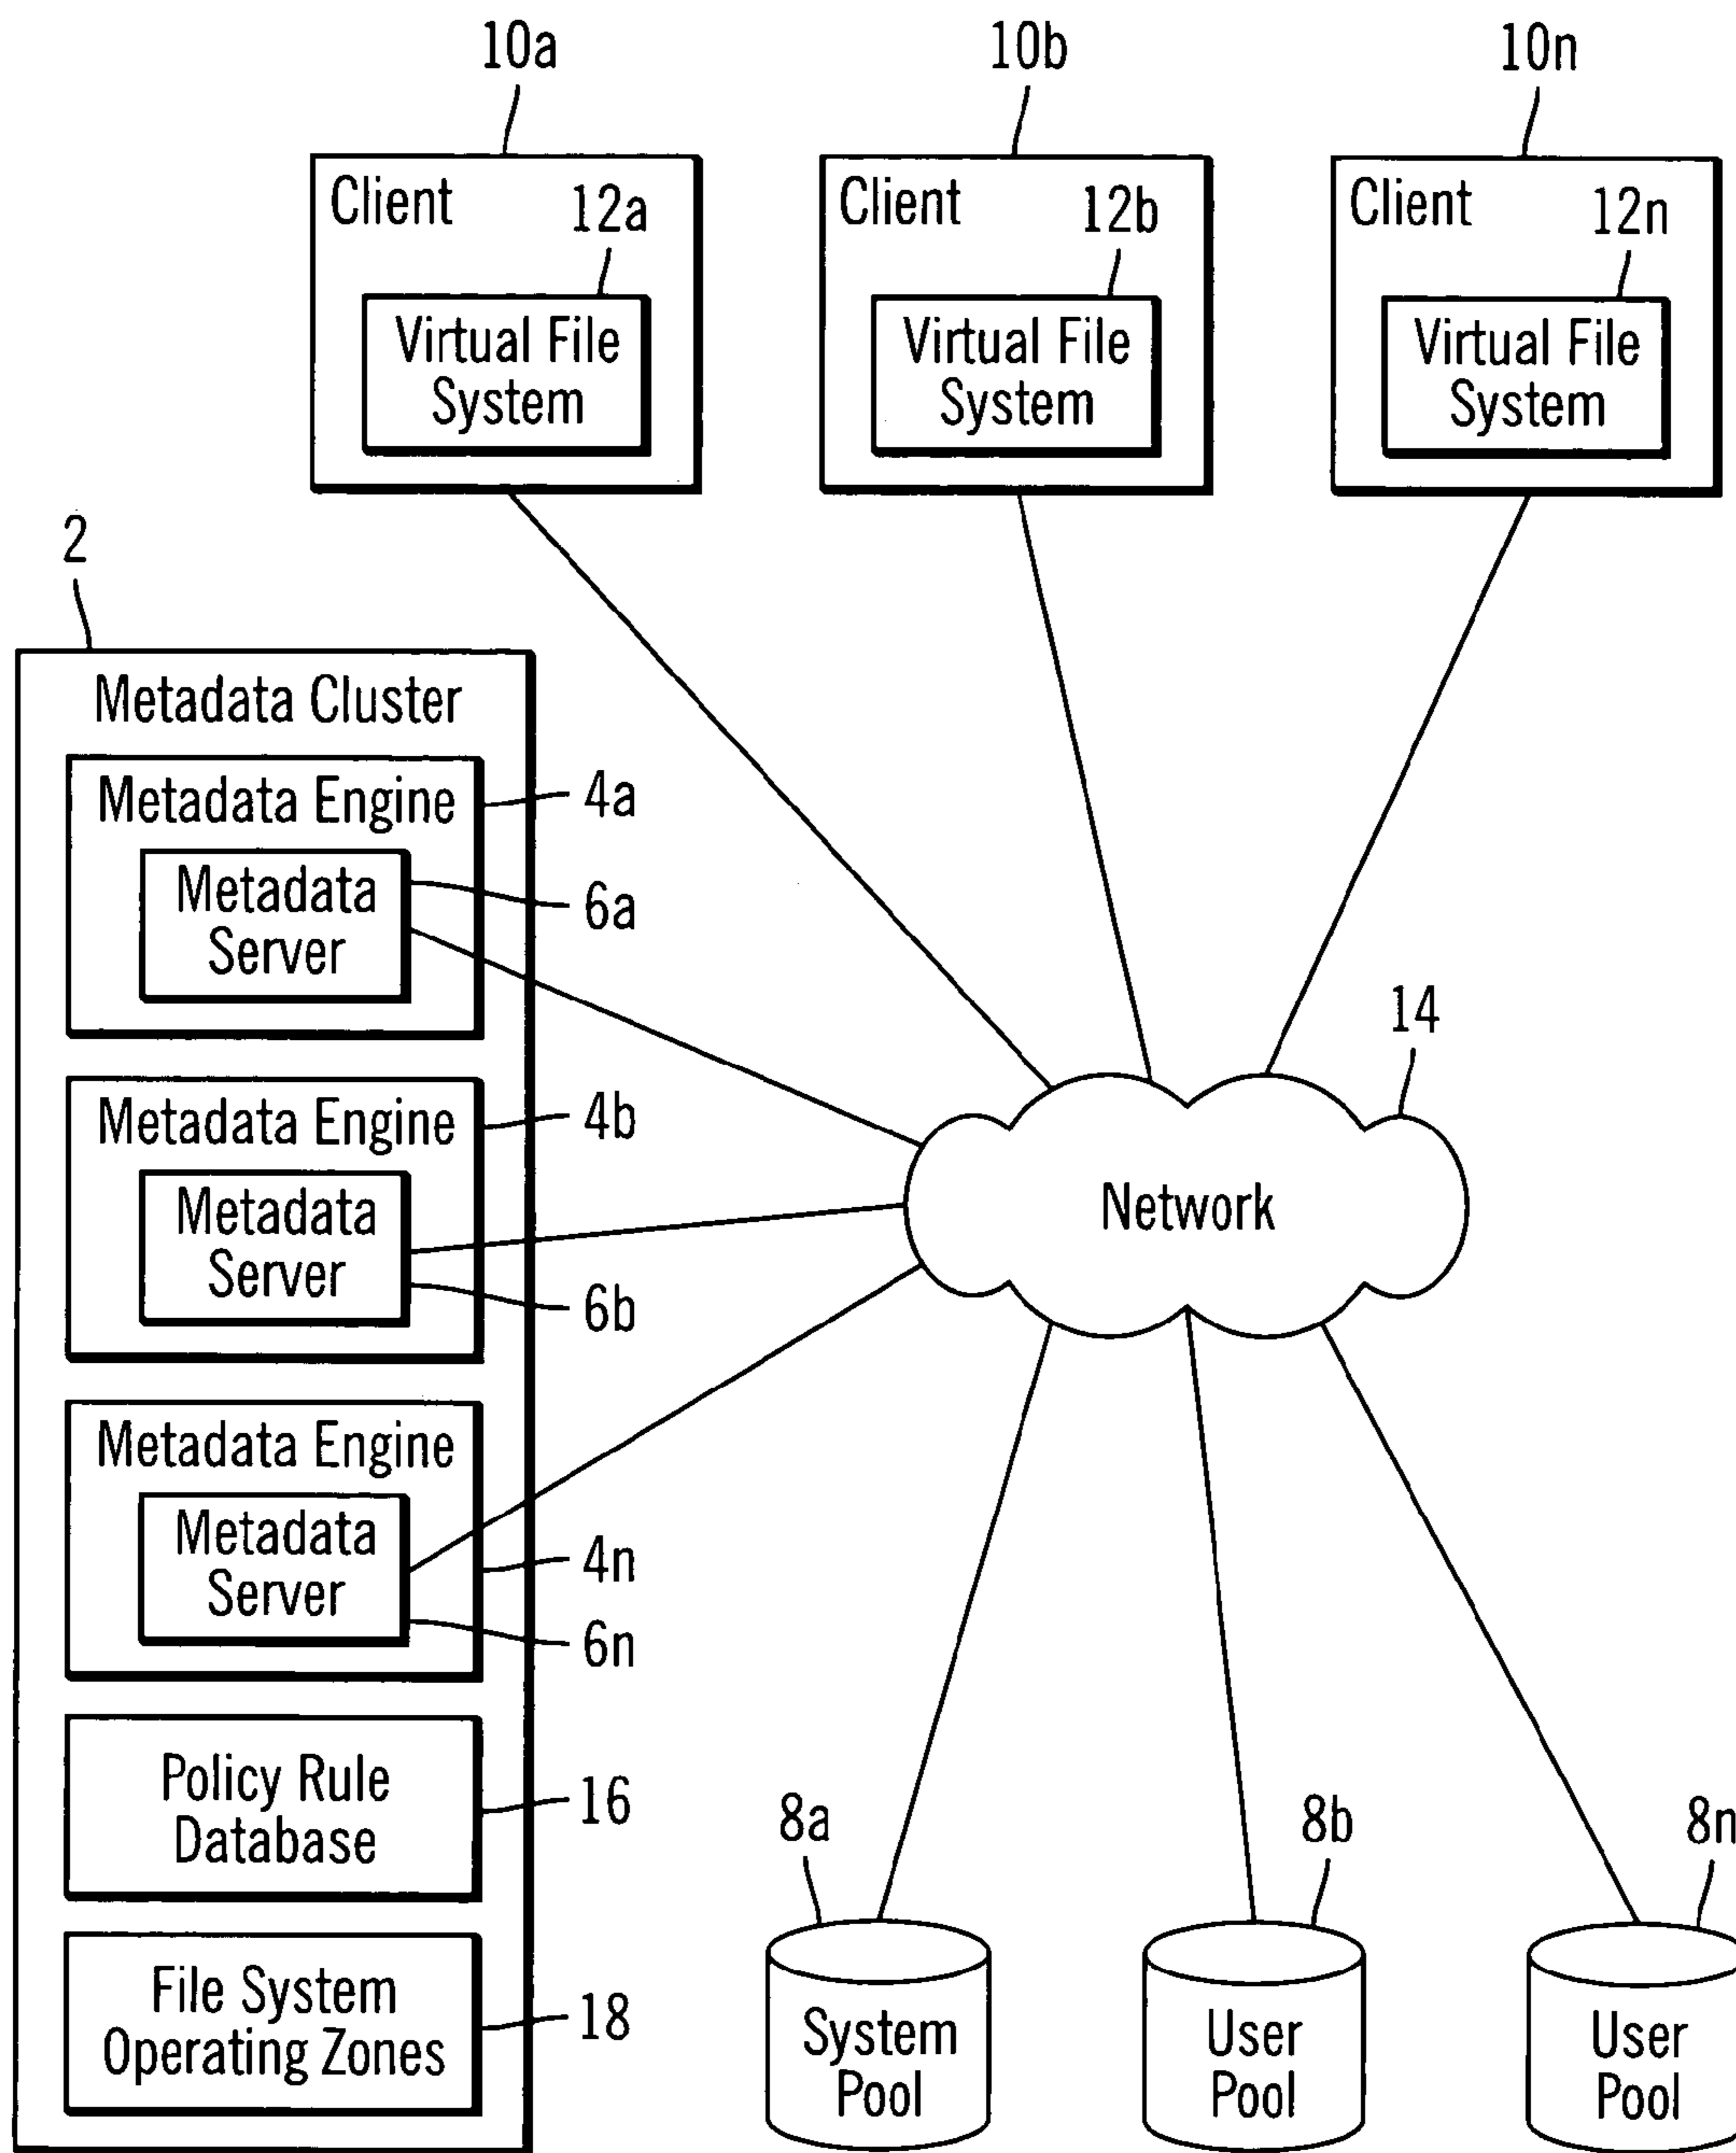 10a
10b
10n
Client
12a
Virtual File
System
Client
12b
Virtual File
System
Client
12n
Virtual File
System
2
Metadata Cluster
Metadata Engine
4a
Metadata
Server
6a
Metadata Engine
4b
Metadata
Server
6b
Metadata Engine
Metadata
Server
4n
6n
Policy Rule
Database
16
File System
Operating Zones
18
14
Network
8a
System
Pool
8b
User
Pool
8n
User
Pool